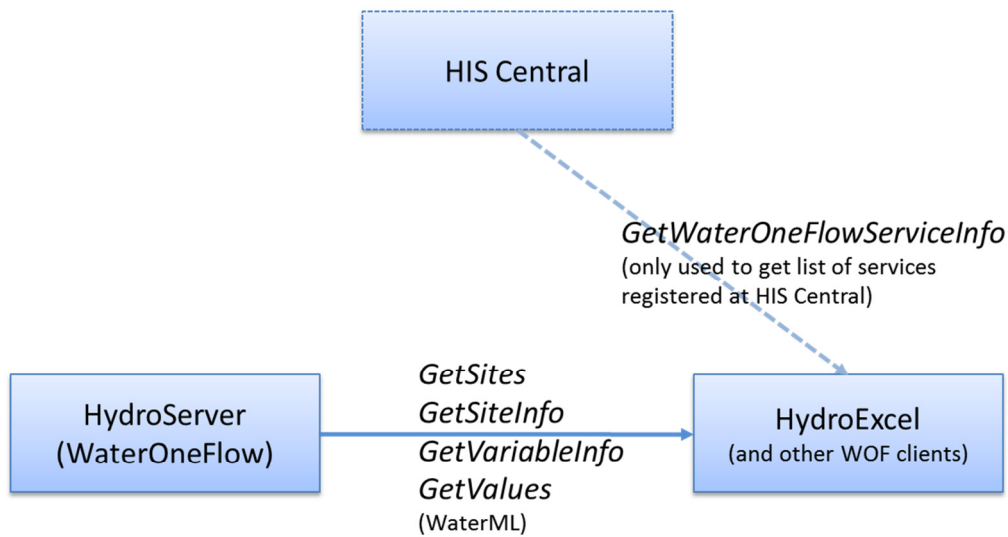 HIS Central
GetWaterOneFlowServiceInfo
(only used to get list of services
registered at HIS Central)
HydroServer
(WaterOneFlow)
GetSites
GetSiteInfo
GetVariableInfo
GetValues
(WaterML)
HydroExcel
(and other WOF clients)